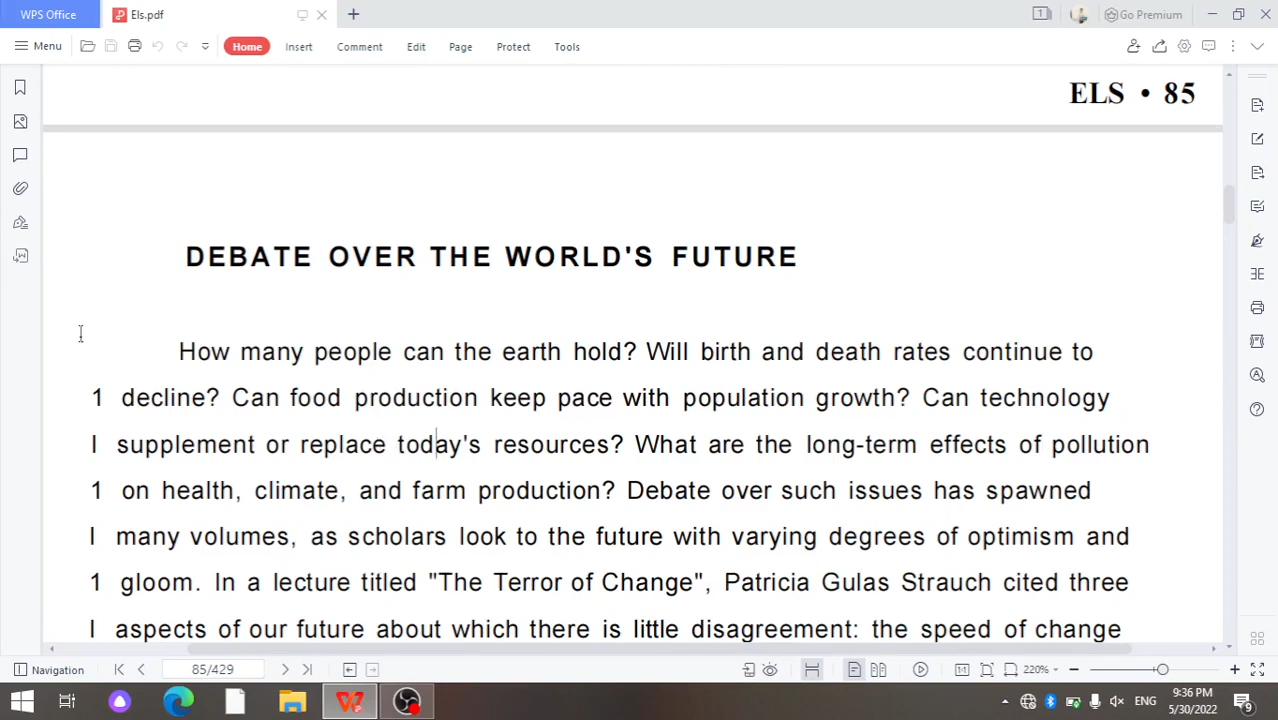 WPS Office
Els.pdf
Go Premium
Menu
Home
Insert
Comment
Edit
Page
Protect
Tools
ELS • 85
DEBATE OVER THE WORLD'S FUTURE
How many people can the earth hold? Will birth and death rates continue to
1 decline? Can food production keep pace with population growth? Can technology
I supplement or replace today's resources? What are the long-term effects of pollution
1 on health, climate, and farm production? Debate over such issues has spawned
I many volumes, as scholars look to the future with varying degrees of optimism and
1 gloom. In a lecture titled "The Terror of Change", Patricia Gulas Strauch cited three
I aspects of our future about which there is little disagreement: the speed of change
Navigation
85/429
220%
ENG
9:36 PM
5/30/2022
9